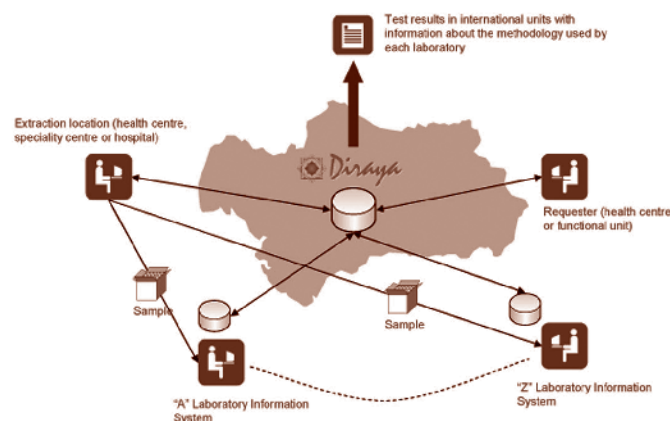 Test results in international units with
information about the methodology used by
each laboratory
Extraction location (health centre,
speciality centre or hospital)
Diraya
Requester (health centre
or functional unit)
Sample
Sample
"A" Laboratory Information
System
"Z" Laboratory Information
System